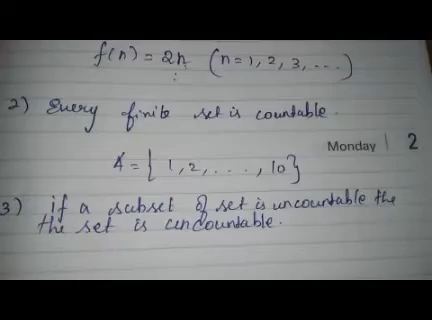 f(n) = 2n (n = 1, 2, 3, ....)
:
2) Every finite set is countable.
Monday | 2
A = { 1, 2, ...., 10 }
3) if a subset of set is uncountable the
the set is uncountable.